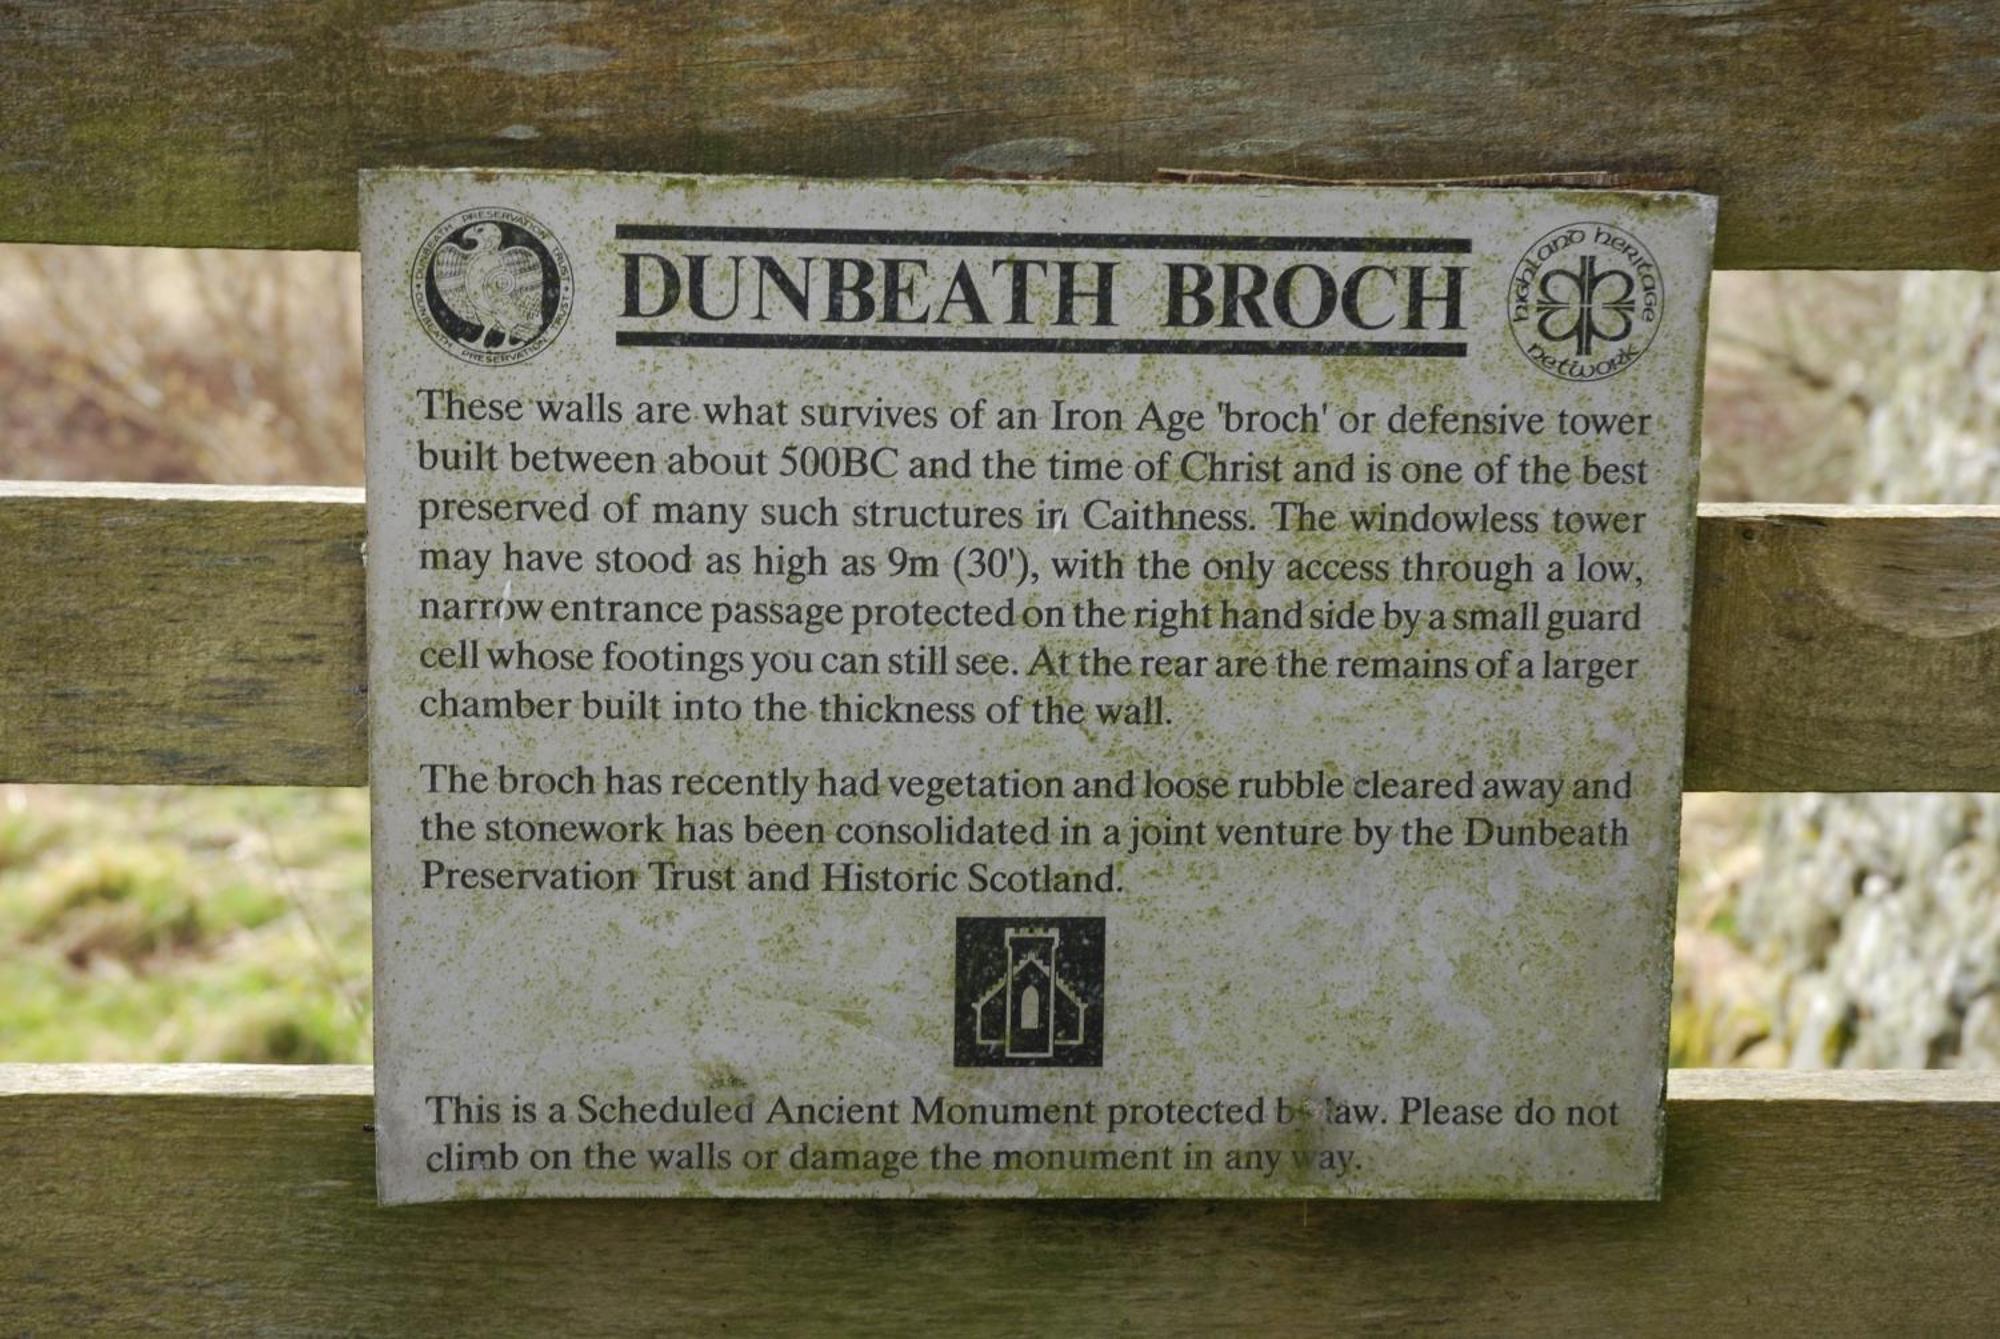 DUNBEATH PRESERVATION TRUST • DUNBEATH PRESERVATION TRUST •
DUNBEATH BROCH
highland heritage network
These walls are what survives of an Iron Age 'broch' or defensive tower
built between about 500BC and the time of Christ and is one of the best
preserved of many such structures in Caithness. The windowless tower
may have stood as high as 9m (30'), with the only access through a low,
narrow entrance passage protected on the right hand side by a small guard
cell whose footings you can still see. At the rear are the remains of a larger
chamber built into the thickness of the wall.
The broch has recently had vegetation and loose rubble cleared away and
the stonework has been consolidated in a joint venture by the Dunbeath
Preservation Trust and Historic Scotland.
This is a Scheduled Ancient Monument protected by law. Please do not
climb on the walls or damage the monument in any way.